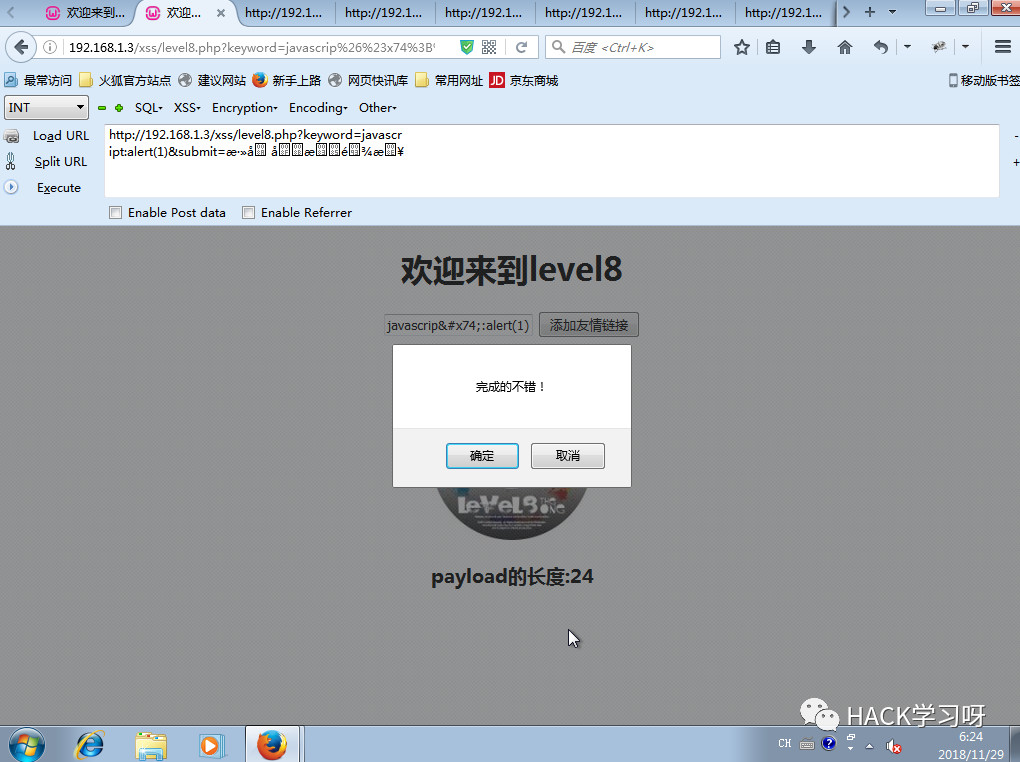 欢迎来到... 欢迎... http://192.1... http://192.1... http://192.1... http://192.1... http://192.1... http://192.1...
192.168.1.3/xss/level8.php?keyword=javascrip%26%23x74%3B% 百度 <Ctrl+K>
最常访问 火狐官方站点 建议网站 新手上路 网页快讯库 常用网址 JD 京东商城 移动版书签
INT SQL XSS Encryption Encoding Other
Load URL http://192.168.1.3/xss/level8.php?keyword=javascr
ipt:alert(1)&submit=
Split URL
Execute
Enable Post data Enable Referrer
欢迎来到level8
javascrip&#x74;:alert(1) 添加友情链接
完成的不错！
确定 取消
LeVeL8
payload的长度:24
HACK学习呀
CH 6:24
2018/11/29